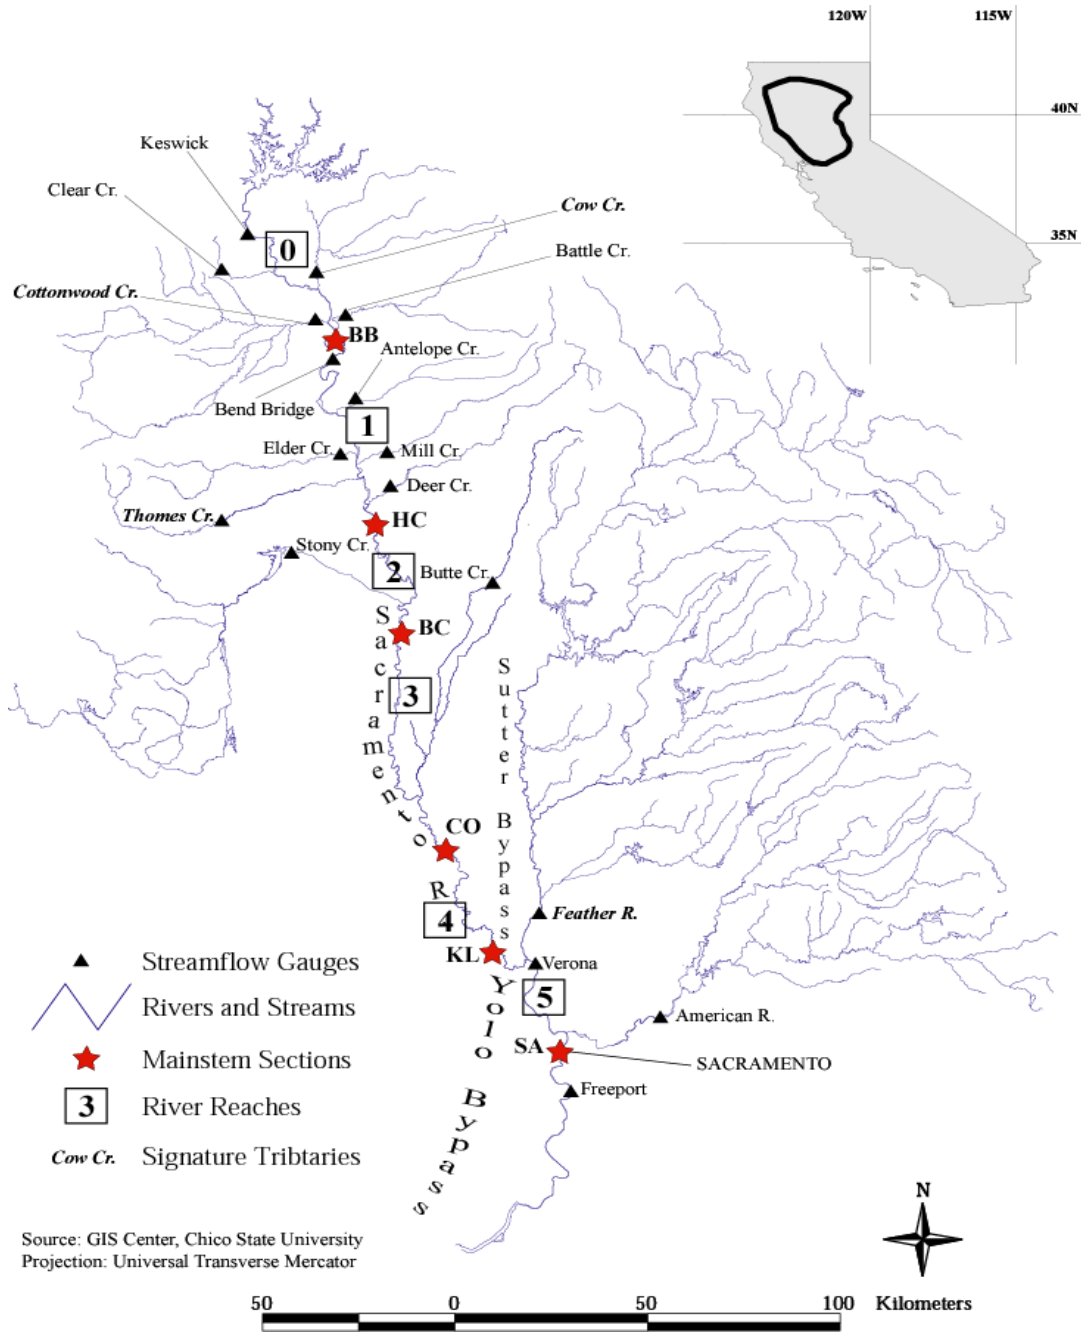 120W
115W
40N
35N
Keswick
Clear Cr.
Cow Cr.
0
Battle Cr.
Cottonwood Cr.
BB
Antelope Cr.
Bend Bridge
1
Elder Cr.
Mill Cr.
Deer Cr.
Thomes Cr.
HC
Stony Cr.
2
Butte Cr.
Sacramento R
BC
Sutter Bypass
3
CO
4
Feather R.
KL
Verona
Yolo Bypass
5
American R.
SA
SACRAMENTO
Freeport
Streamflow Gauges
Rivers and Streams
Mainstem Sections
3 River Reaches
Cow Cr. Signature Tribtaries
N
Source: GIS Center, Chico State University
Projection: Universal Transverse Mercator
50 0 50 100 Kilometers